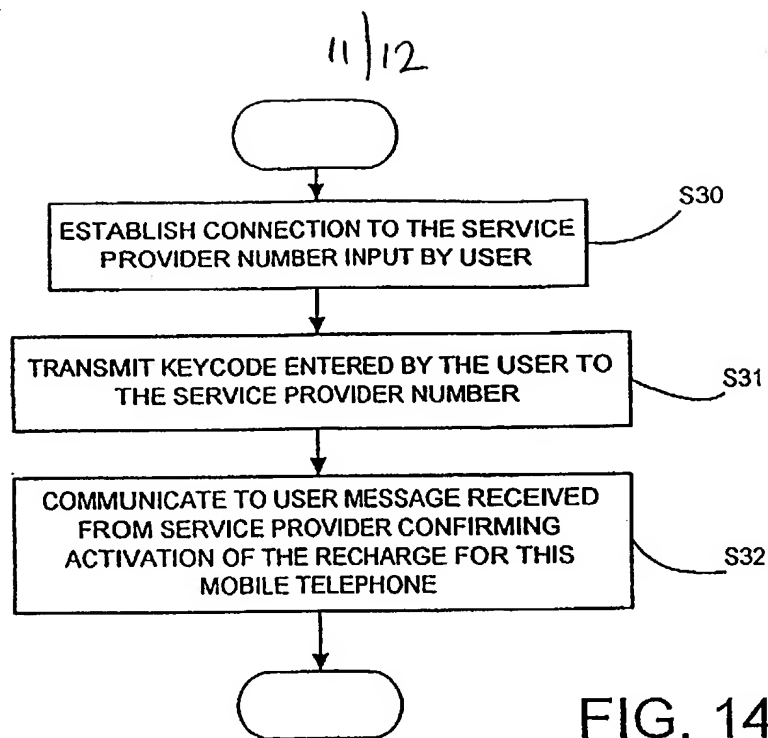 11/12
ESTABLISH CONNECTION TO THE SERVICE
PROVIDER NUMBER INPUT BY USER
S30
TRANSMIT KEYCODE ENTERED BY THE USER TO
THE SERVICE PROVIDER NUMBER
S31
COMMUNICATE TO USER MESSAGE RECEIVED
FROM SERVICE PROVIDER CONFIRMING
ACTIVATION OF THE RECHARGE FOR THIS
MOBILE TELEPHONE
S32
FIG. 14